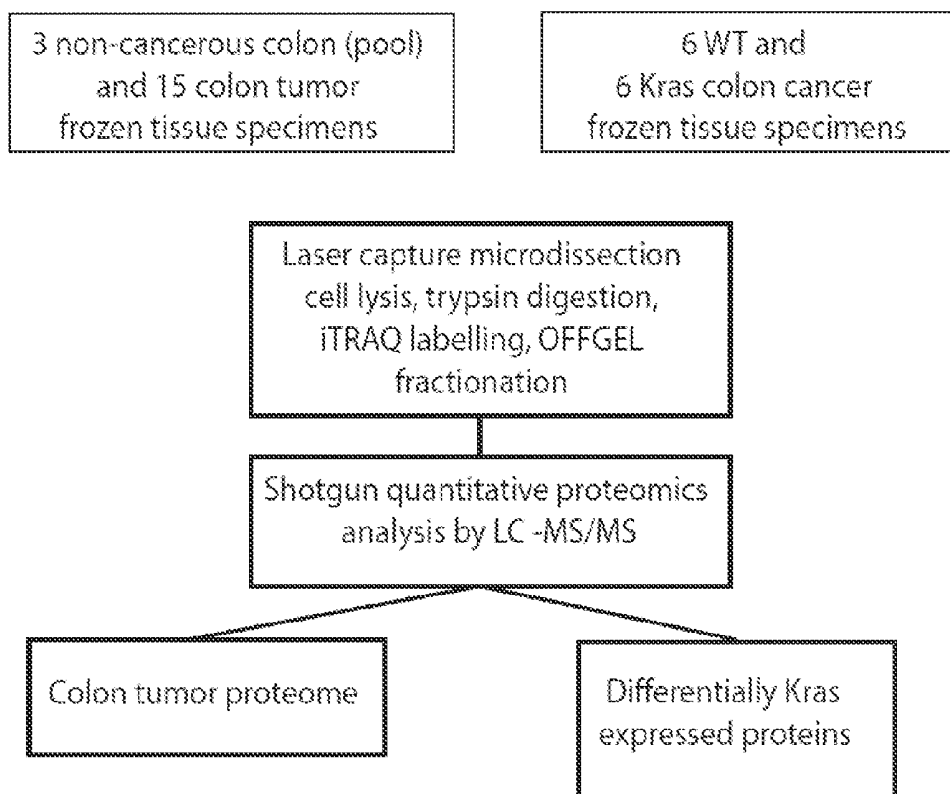 3 non-cancerous colon (pool)
and 15 colon tumor
frozen tissue specimens
6 WT and
6 Kras colon cancer
frozen tissue specimens
Laser capture microdissection
cell lysis, trypsin digestion,
iTRAQ labelling, OFFGEL
fractionation
Shotgun quantitative proteomics
analysis by LC -MS/MS
Colon tumor proteome
Differentially Kras
expressed proteins